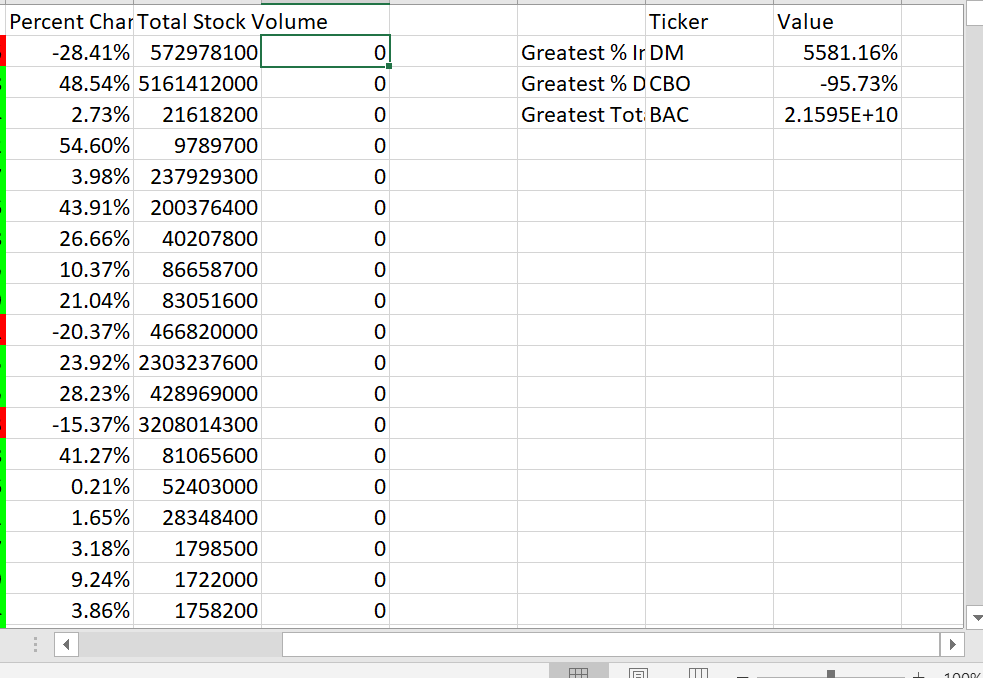 Percent Char Total Stock Volume Ticker Value
-28.41% 572978100 0 Greatest % Ir DM 5581.16%
48.54% 5161412000 0 Greatest % D CBO -95.73%
2.73% 21618200 0 Greatest Tota BAC 2.1595E+10
54.60% 9789700 0
3.98% 237929300 0
43.91% 200376400 0
26.66% 40207800 0
10.37% 86658700 0
21.04% 83051600 0
-20.37% 466820000 0
23.92% 2303237600 0
28.23% 428969000 0
-15.37% 3208014300 0
41.27% 81065600 0
0.21% 52403000 0
1.65% 28348400 0
3.18% 1798500 0
9.24% 1722000 0
3.86% 1758200 0
100%